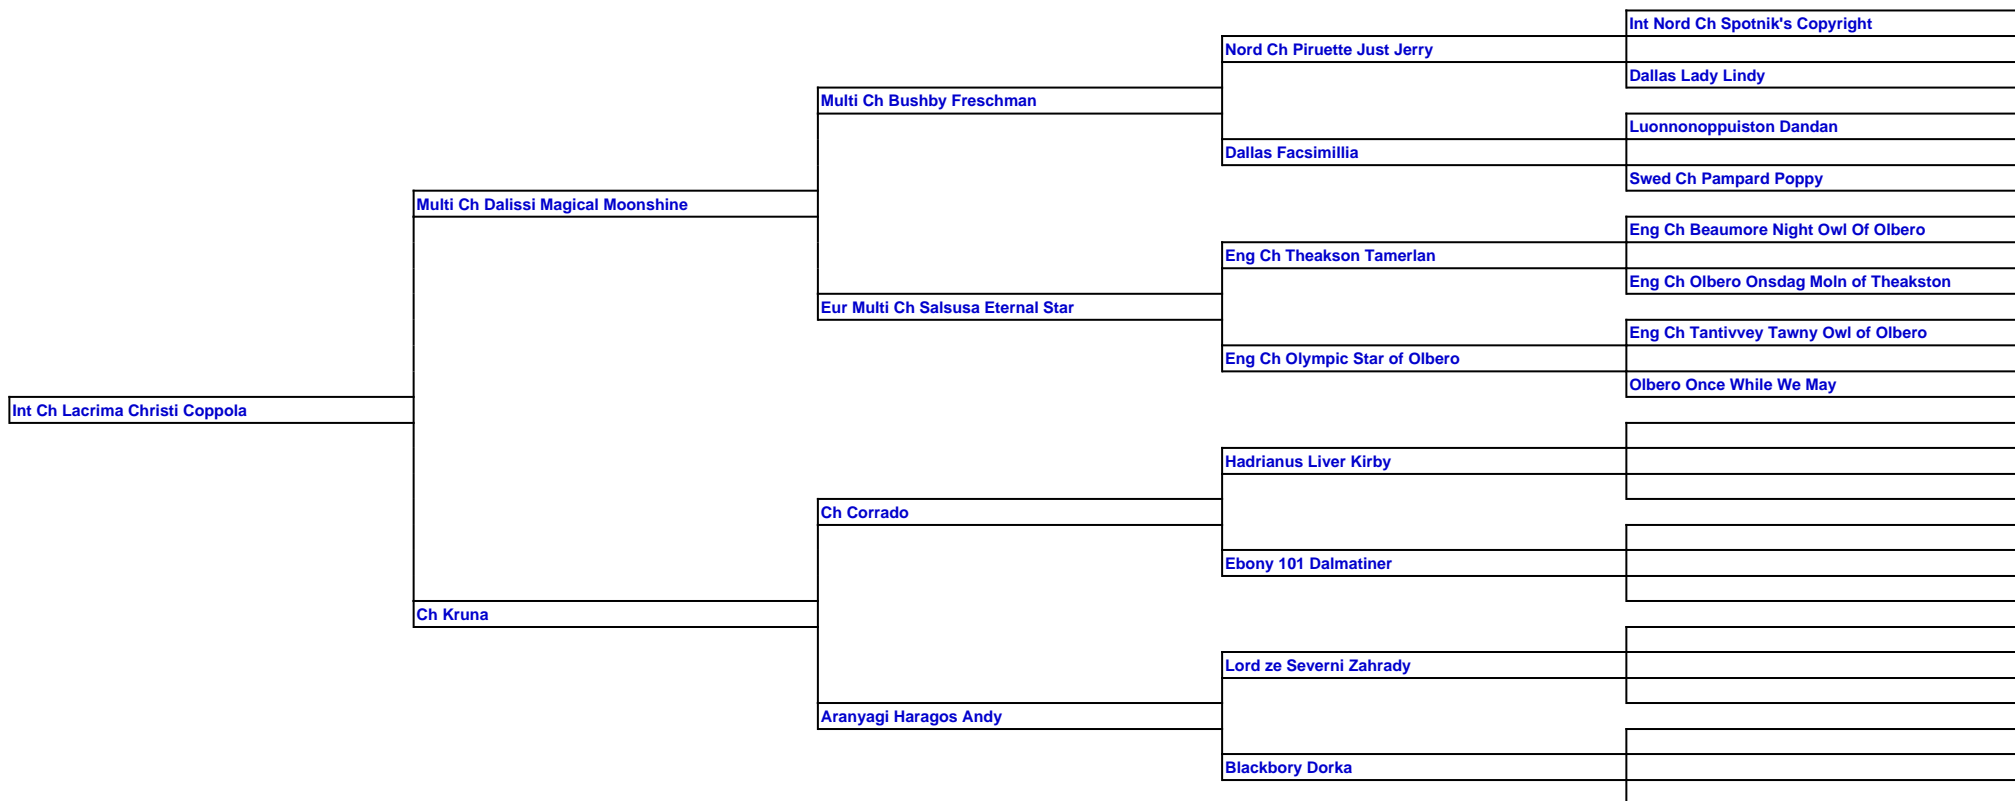 Int Nord Ch Spotnik's Copyright
Nord Ch Piruette Just Jerry
Dallas Lady Lindy
Multi Ch Bushby Freschman
Luonnonoppuiston Dandan
Dallas Facsimillia
Swed Ch Pampard Poppy
Multi Ch Dalissi Magical Moonshine
Eng Ch Beaumore Night Owl Of Olbero
Eng Ch Theakson Tamerlan
Eng Ch Olbero Onsdag Moln of Theakston
Eur Multi Ch Salsusa Eternal Star
Eng Ch Tantivvey Tawny Owl of Olbero
Eng Ch Olympic Star of Olbero
Olbero Once While We May
Int Ch Lacrima Christi Coppola
Hadrianus Liver Kirby
Ch Corrado
Ebony 101 Dalmatiner
Ch Kruna
Lord ze Severni Zahrady
Aranyagi Haragos Andy
Blackbory Dorka